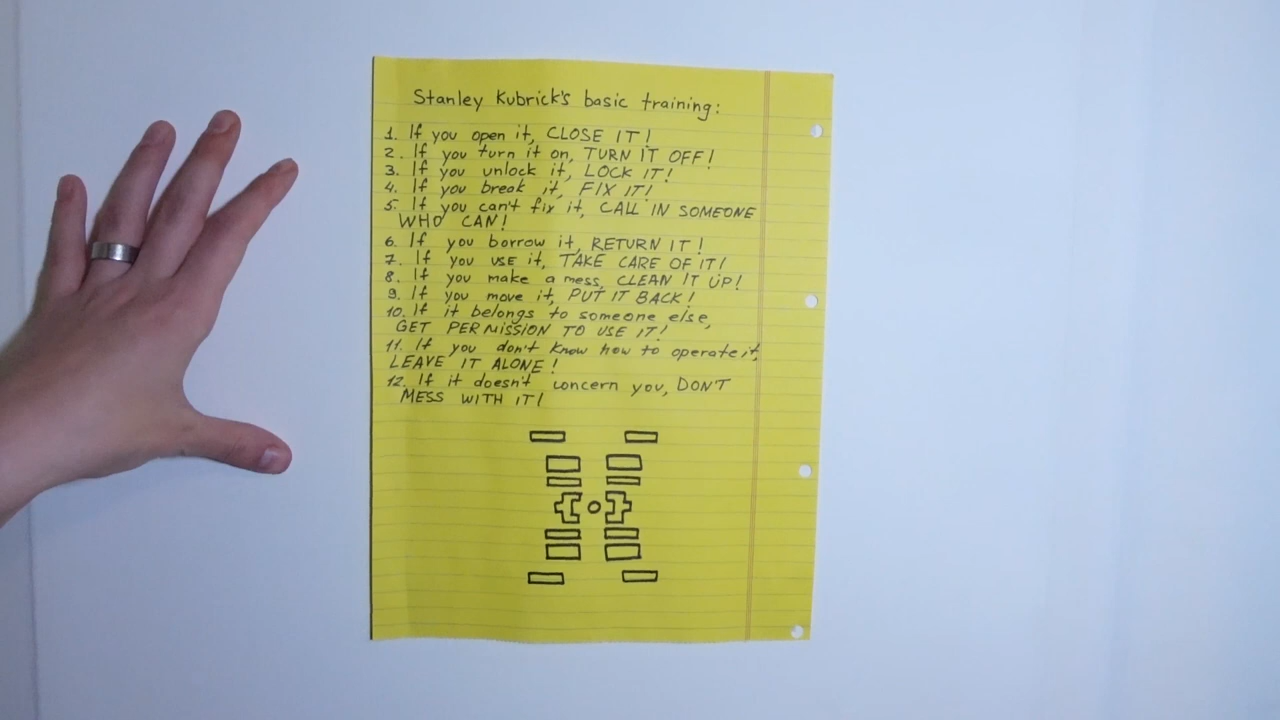 Stanley Kubrick's basic training:
1. If you open it, CLOSE IT!
2. If you turn it on, TURN IT OFF!
3. If you unlock it, LOCK IT!
4. If you break it, FIX IT!
5. If you can't fix it, CALL IN SOMEONE
WHO CAN!
6. If you borrow it, RETURN IT!
7. If you use it, TAKE CARE OF IT!
8. If you make a mess, CLEAN IT UP!
9. If you move it, PUT IT BACK!
10. If it belongs to someone else,
GET PERMISSION TO USE IT!
11. If you don't know how to operate it,
LEAVE IT ALONE!
12. If it doesn't concern you, DON'T
MESS WITH IT!